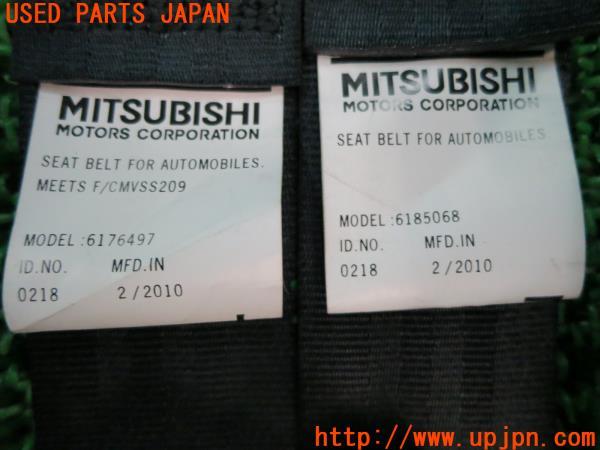 USED PARTS JAPAN
MITSUBISHI
MOTORS CORPORATION
SEAT BELT FOR AUTOMOBILES.
MEETS F/CMVSS209
MODEL :6176497
ID.NO. MFD.IN
0218 2/2010
MITSUBISHI
MOTORS CORPORATION
SEAT BELT FOR AUTOMOBILES.
MODEL :6185068
ID.NO. MFD.IN
0218 2/2010
http://www.upjpn.com/